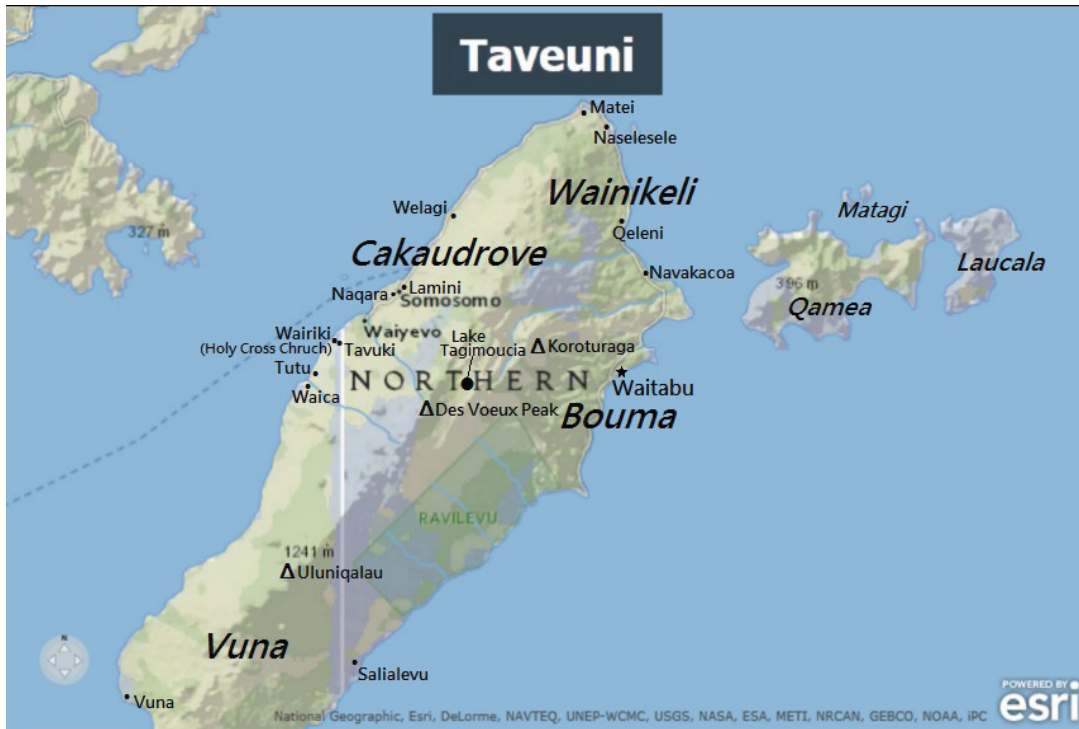 Taveuni
Matei
Naselesele
Wainikeli
Welagi
Matagi
Qeleni
327 m
Cakaudrove
Laucala
Navakacoa
396 m
Lamini
Naqara
Somosomo
Qamea
Waiyevo
Wairiki
Lake
(Holy Cross Chruch)
Tavuki
Tagimoucia
Koroturaga
Tutu
NORTHERN
Waitabu
Waica
Des Voeux Peak
Bouma
RAVILEVU
1241 m
Uluniqalau
N
Vuna
Salialevu
Vuna
POWERED BY
esri
National Geographic, Esri, DeLorme, NAVTEQ, UNEP-WCMC, USGS, NASA, ESA, METI, NRCAN, GEBCO, NOAA, iPC